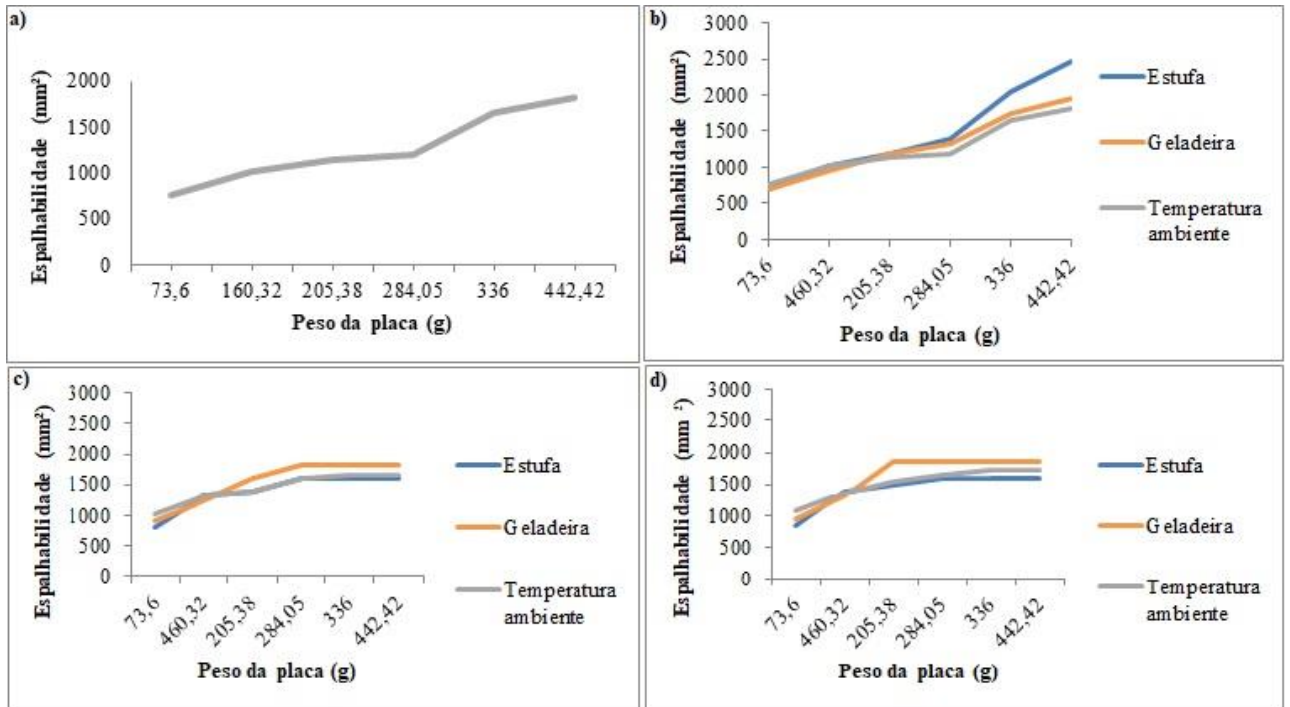 a)
Espalhabilidade (mm²)
2000
1500
1000
500
0
73,6 160,32 205,38 284,05 336 442,42
Peso da placa (g)
b)
Espalhabilidade (mm²)
3000
2500
2000
1500
1000
500
0
73,6 460,32 205,38 284,05 336 442,42
Peso da placa (g)
Estufa
Geladeira
Temperatura
ambiente
c)
Espalhabilidade (mm²)
3000
2500
2000
1500
1000
500
0
73,6 460,32 205,38 284,05 336 442,42
Peso da placa (g)
Estufa
Geladeira
Temperatura
ambiente
d)
Espalhabilidade (mm ²)
3000
2500
2000
1500
1000
500
0
73,6 460,32 205,38 284,05 336 442,42
Peso da placa (g)
Estufa
Geladeira
Temperatura
ambiente